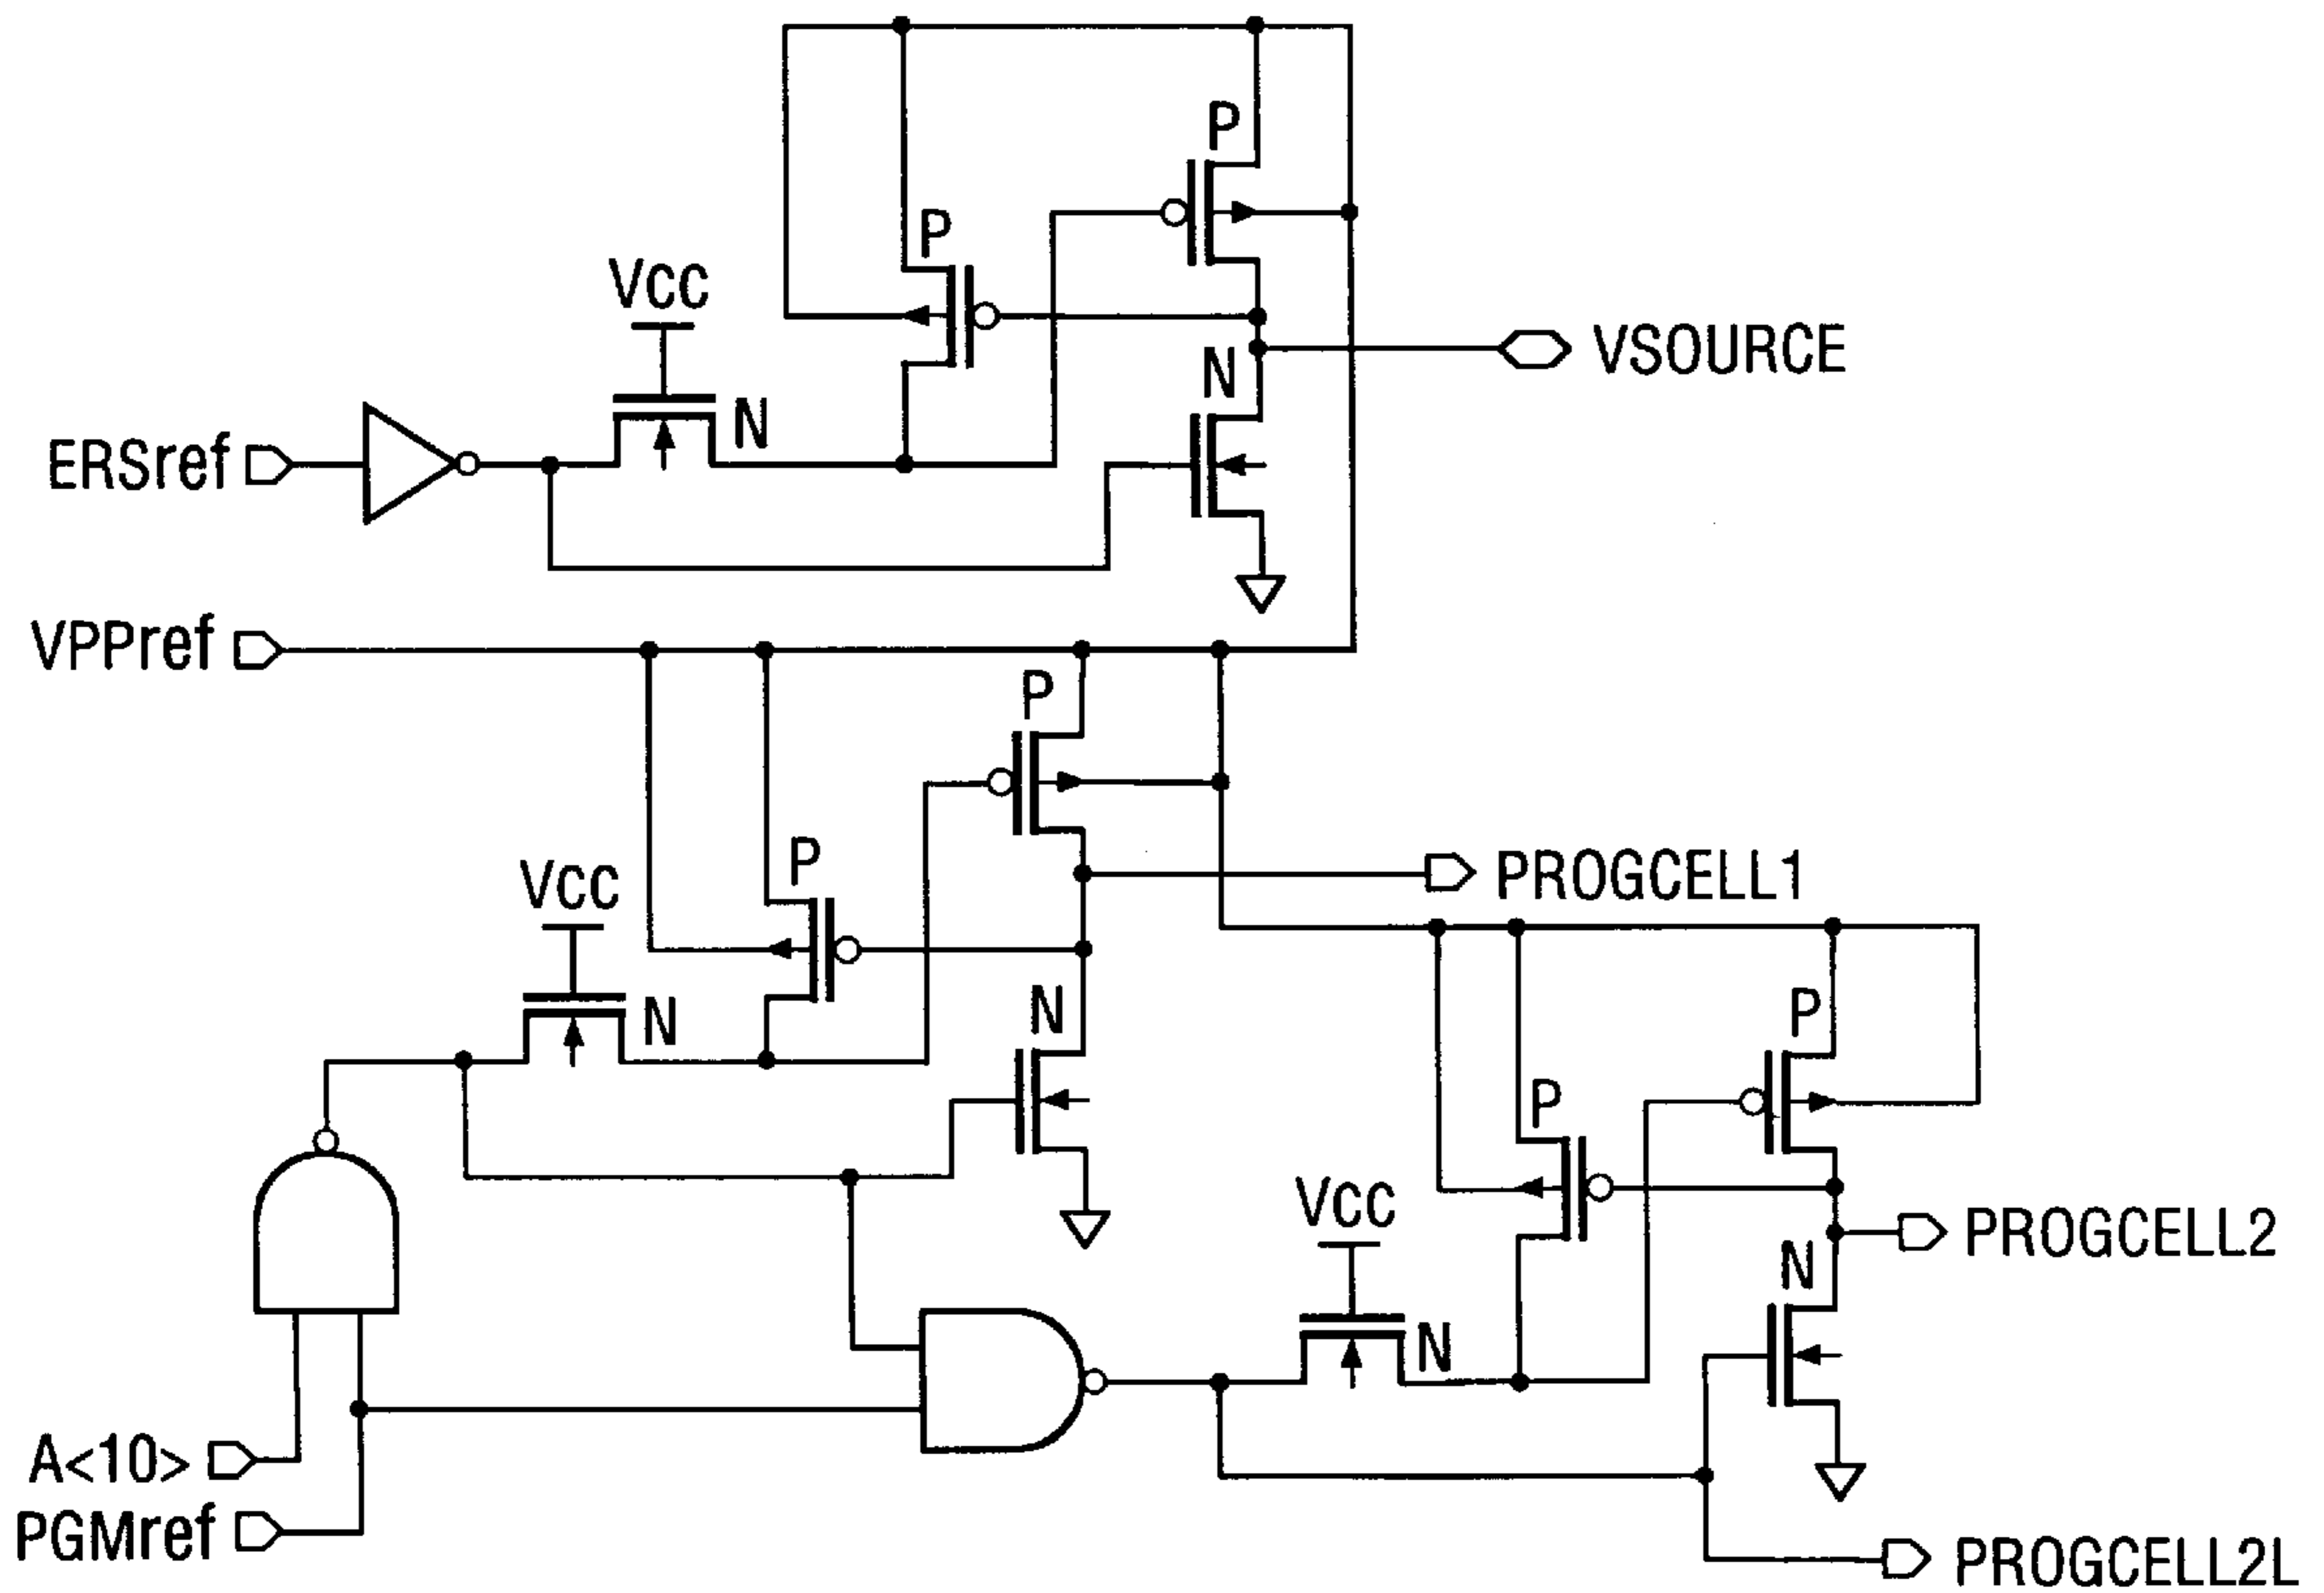 P
P
VCC
VSOURCE
N
N
ERSref
VPPref
P
P
VCC
PROGCELL1
N
N
P
P
VCC
PROGCELL2
N
N
A<10>
PGMref
PROGCELL2L